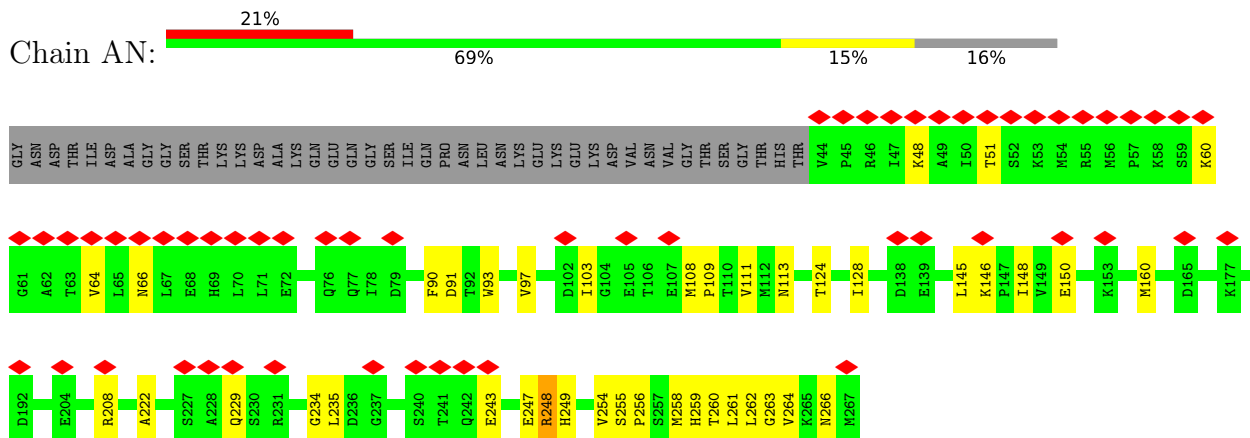 21%
Chain AN:
69% 15% 16%
GLY ASN ASP THR ILE ASP ALA GLY GLY SER THR LYS LYS ASP ALA LYS GLN GLU GLN GLY SER ILE GLN PRO ASN LEU ASN LYS GLU LYS GLU LYS ASP VAL ASN VAL GLY THR SER GLY THR HIS THR V44 P45 R46 I47 K48 A49 I50 T51 S52 K53 M54 R55 M56 P57 K58 S59 K60
G61 A62 T63 V64 L65 N66 L67 E68 H69 L70 L71 E72 Q76 Q77 I78 D79 F90 D91 T92 W93 V97 D102 I103 G104 E105 T106 E107 M108 P109 T110 V111 M112 N113 T124 I128 D138 E139 L145 K146 P147 I148 V149 E150 K153 M160 D165 K177
D192 E204 R208 A222 S227 A228 Q229 S230 R231 G234 L235 D236 G237 S240 T241 Q242 E243 E247 R248 H249 V254 S255 P256 S257 M258 H259 T260 L261 L262 G263 V264 K265 N266 M267